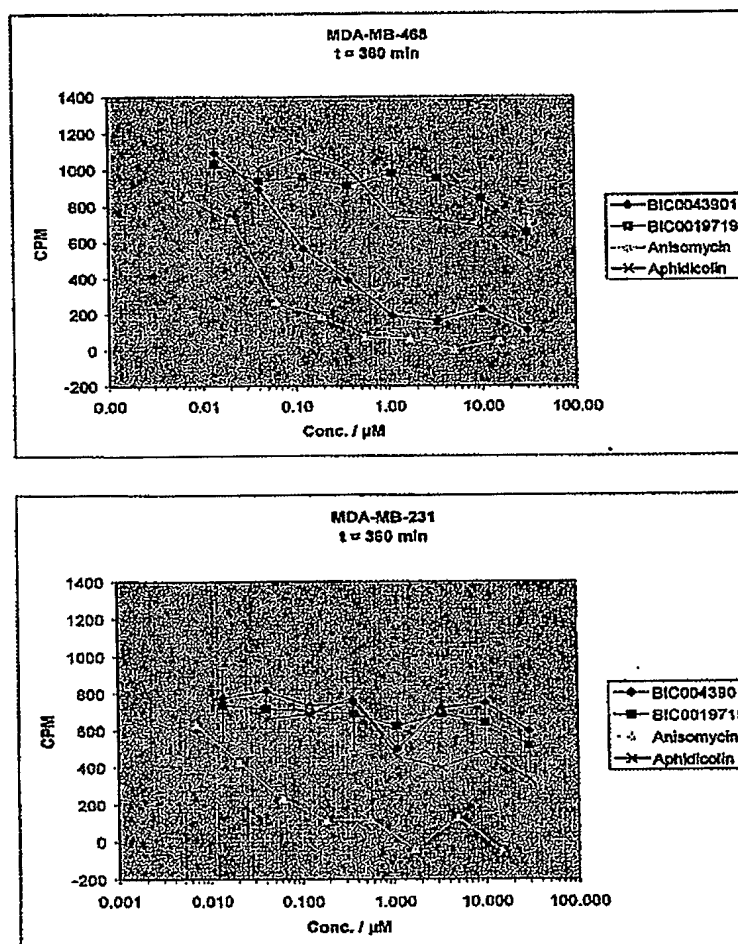 MDA-MB-468
t = 360 min
1400
1200
1000
800
600
400
200
0
-200
CPM
0.00 0.01 0.10 1.00 10.00 100.00
Conc. / µM
BIC0043901
BIC0019719
Anisomycin
Aphidicolin
MDA-MB-231
t = 360 min
1400
1200
1000
800
600
400
200
0
-200
CPM
0.001 0.010 0.100 1.000 10.000 100.000
Conc. / µM
BIC004390
BIC001971
Anisomycin
Aphidicolin